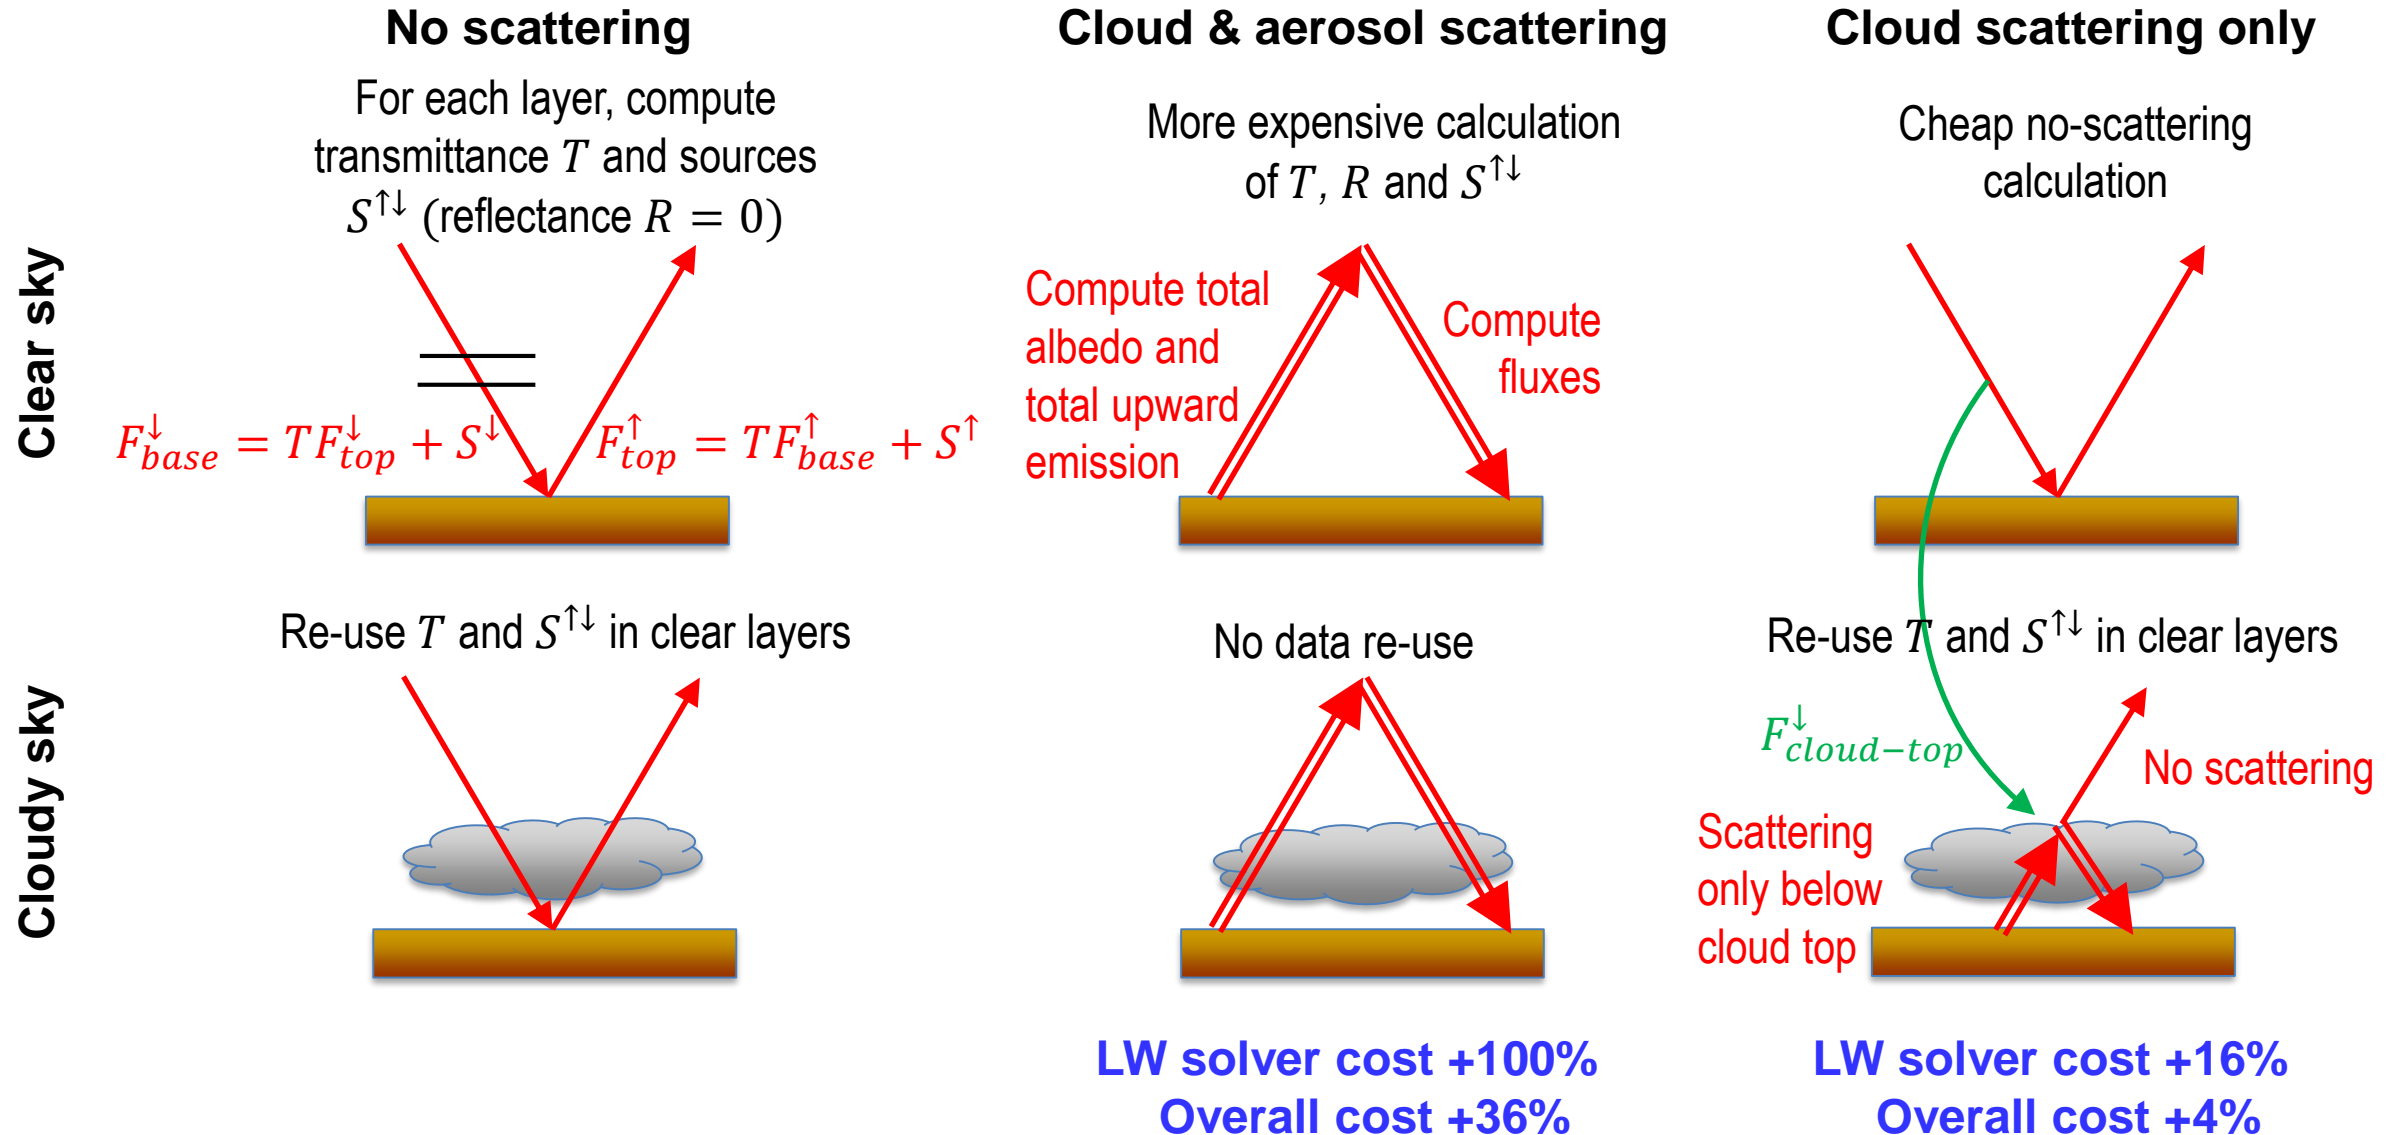 No scattering
For each layer, compute
transmittance T and sources
S↑↓ (reflectance R = 0)
Clear sky
F↓base = TF↓top + S↓
F↑top = TF↑base + S↑
Cloud & aerosol scattering
More expensive calculation
of T, R and S↑↓
Compute total
albedo and
total upward
emission
Compute
fluxes
Cloud scattering only
Cheap no-scattering
calculation
Cloudy sky
Re-use T and S↑↓ in clear layers
No data re-use
Re-use T and S↑↓ in clear layers
F↓cloud−top
No scattering
Scattering
only below
cloud top
LW solver cost +100%
Overall cost +36%
LW solver cost +16%
Overall cost +4%